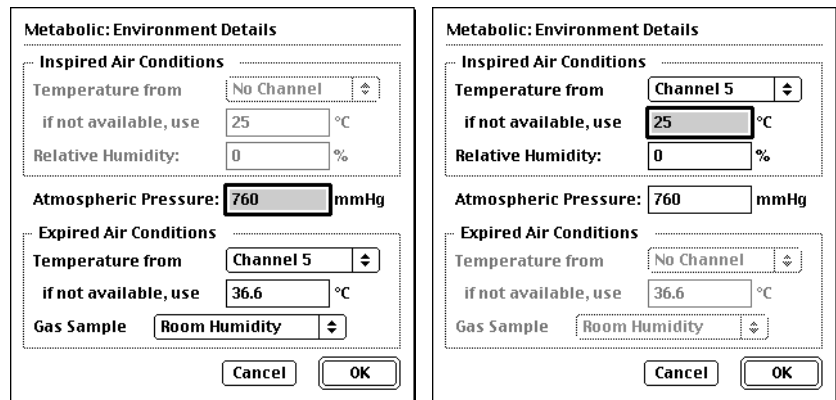 Metabolic: Environment Details
Inspired Air Conditions
Temperature from No Channel
if not available, use 25 °C
Relative Humidity: 0 %
Atmospheric Pressure: 760 mmHg
Expired Air Conditions
Temperature from Channel 5
if not available, use 36.6 °C
Gas Sample Room Humidity
Cancel OK
Metabolic: Environment Details
Inspired Air Conditions
Temperature from Channel 5
if not available, use 25 °C
Relative Humidity: 0 %
Atmospheric Pressure: 760 mmHg
Expired Air Conditions
Temperature from No Channel
if not available, use 36.6 °C
Gas Sample Room Humidity
Cancel OK